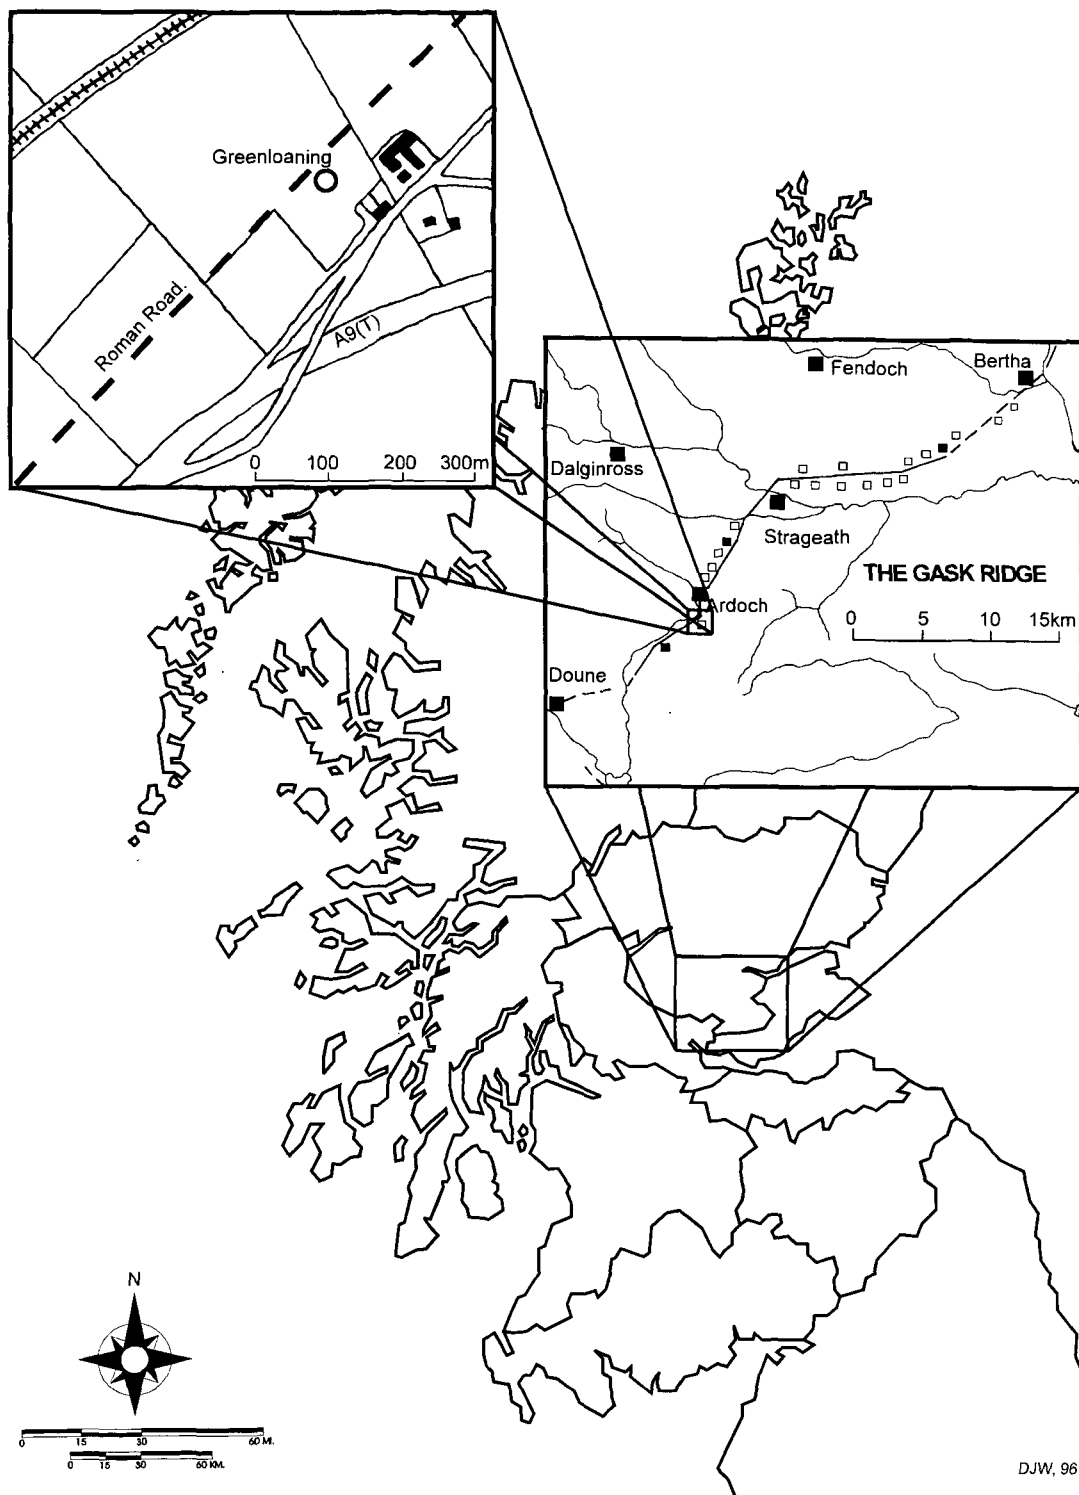 Greenloaning
Roman Road.
A9(T)
0 100 200 300m
Fendoch
Bertha
Dalginross
Strageath
THE GASK RIDGE
Ardoch
0 5 10 15km
Doune
N
0 15 30 60 MI.
0 15 30 60 KM.
DJW, 96